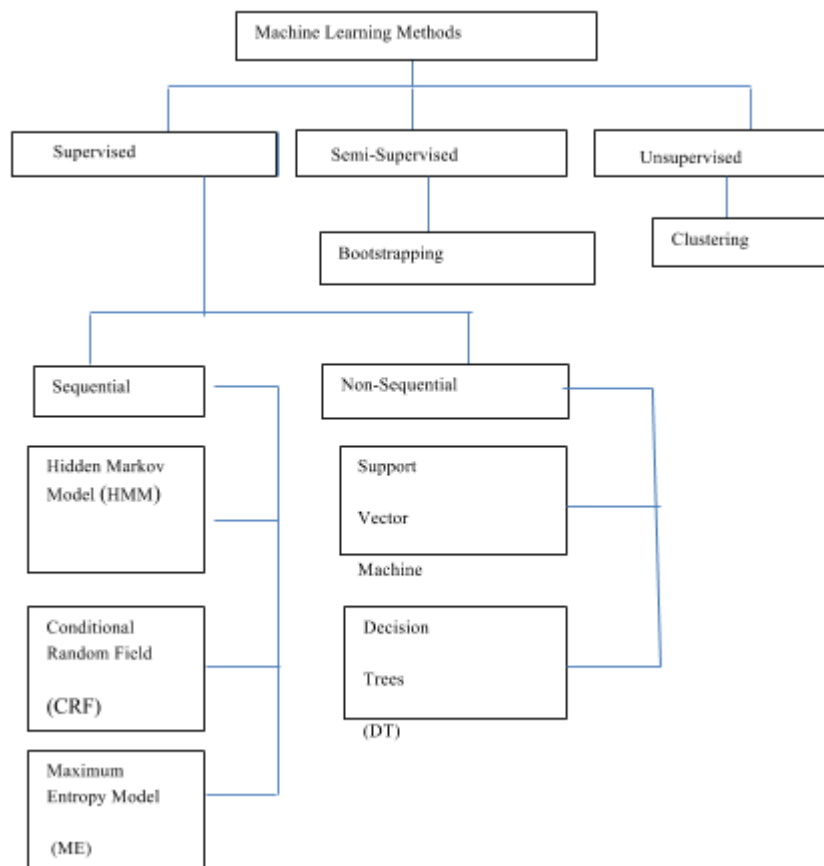 Machine Learning Methods
Supervised
Semi-Supervised
Unsupervised
Bootstrapping
Clustering
Sequential
Non-Sequential
Hidden Markov
Model (HMM)
Support
Vector
Machine
Conditional
Random Field
(CRF)
Decision
Trees
(DT)
Maximum
Entropy Model
(ME)